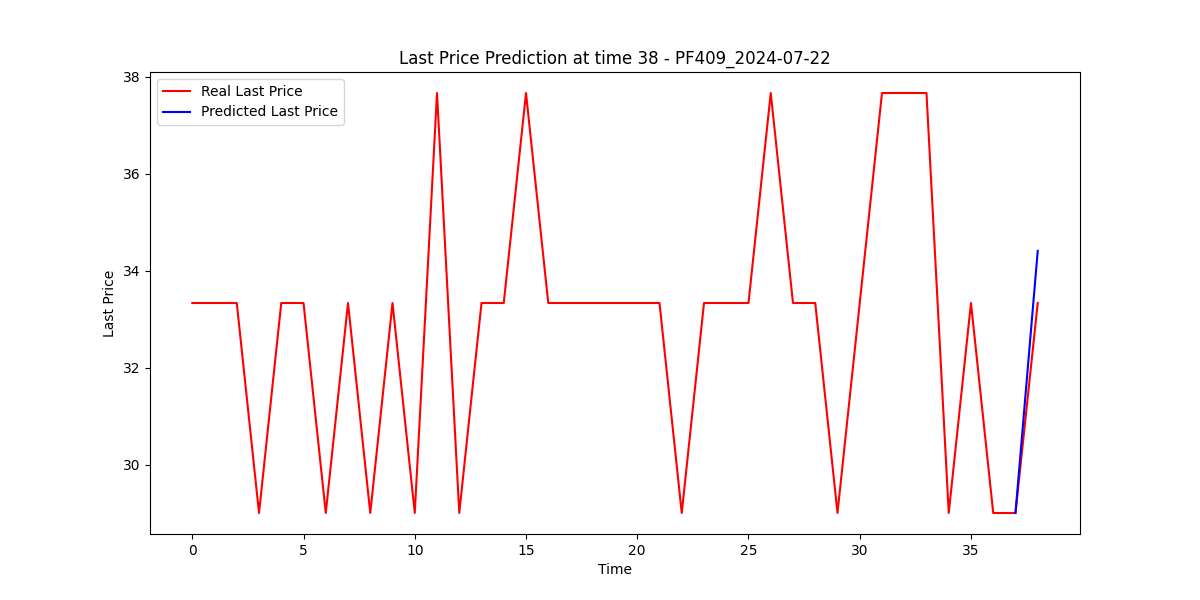 Last Price Prediction at time 38 - PF409_2024-07-22
Real Last Price
Predicted Last Price
Last Price
38
36
34
32
30
0 5 10 15 20 25 30 35
Time